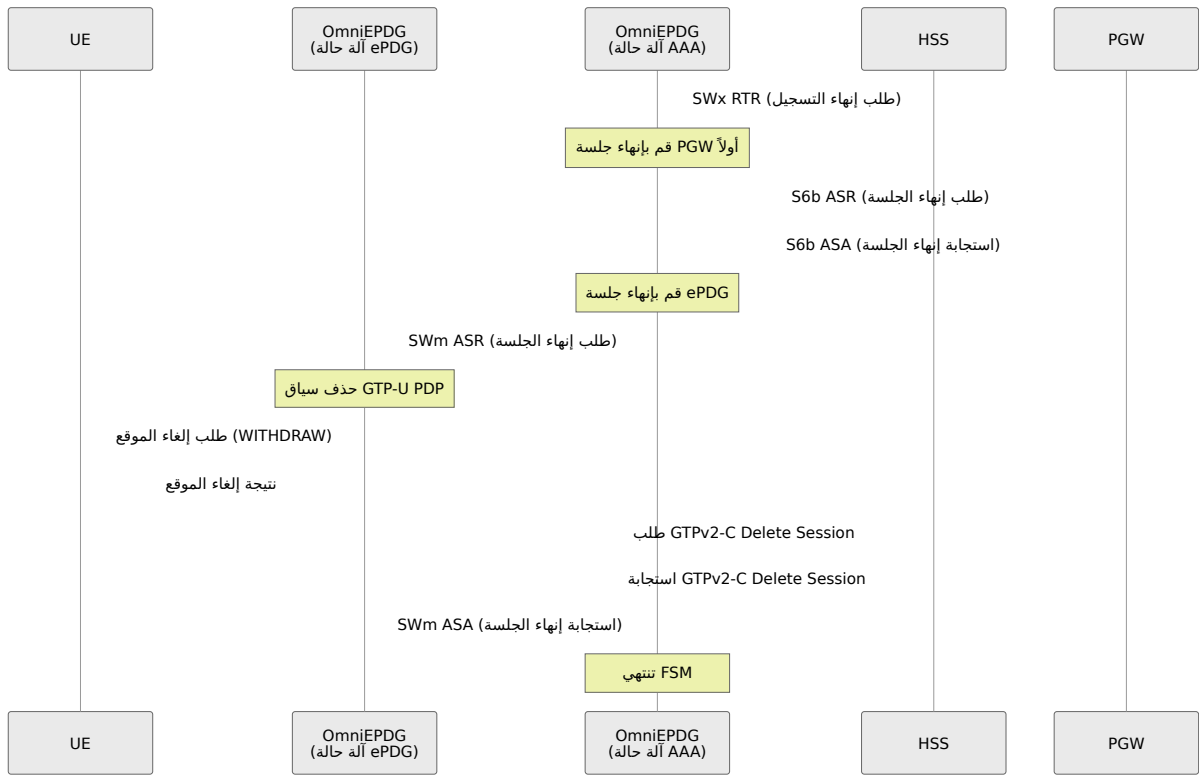 UE
OmniEPDG
(آلة حالة ePDG)
OmniEPDG
(آلة حالة AAA)
HSS
PGW
SWx RTR (طلب إنهاء التسجيل)
قم بإنهاء جلسة PGW أولاً
S6b ASR (طلب إنهاء الجلسة)
S6b ASA (استجابة إنهاء الجلسة)
قم بإنهاء جلسة ePDG
SWm ASR (طلب إنهاء الجلسة)
حذف سياق GTP-U PDP
طلب إلغاء الموقع (WITHDRAW)
نتيجة إلغاء الموقع
طلب GTPv2-C Delete Session
استجابة GTPv2-C Delete Session
SWm ASA (استجابة إنهاء الجلسة)
تنتهي FSM
UE
OmniEPDG
(آلة حالة ePDG)
OmniEPDG
(آلة حالة AAA)
HSS
PGW